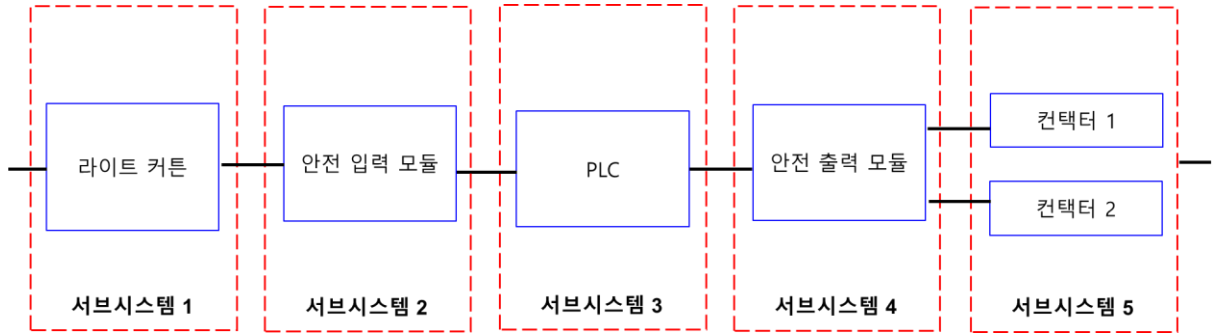 라이트 커튼
안전 입력 모듈
PLC
안전 출력 모듈
컨택터 1
컨택터 2
서브시스템 1
서브시스템 2
서브시스템 3
서브시스템 4
서브시스템 5